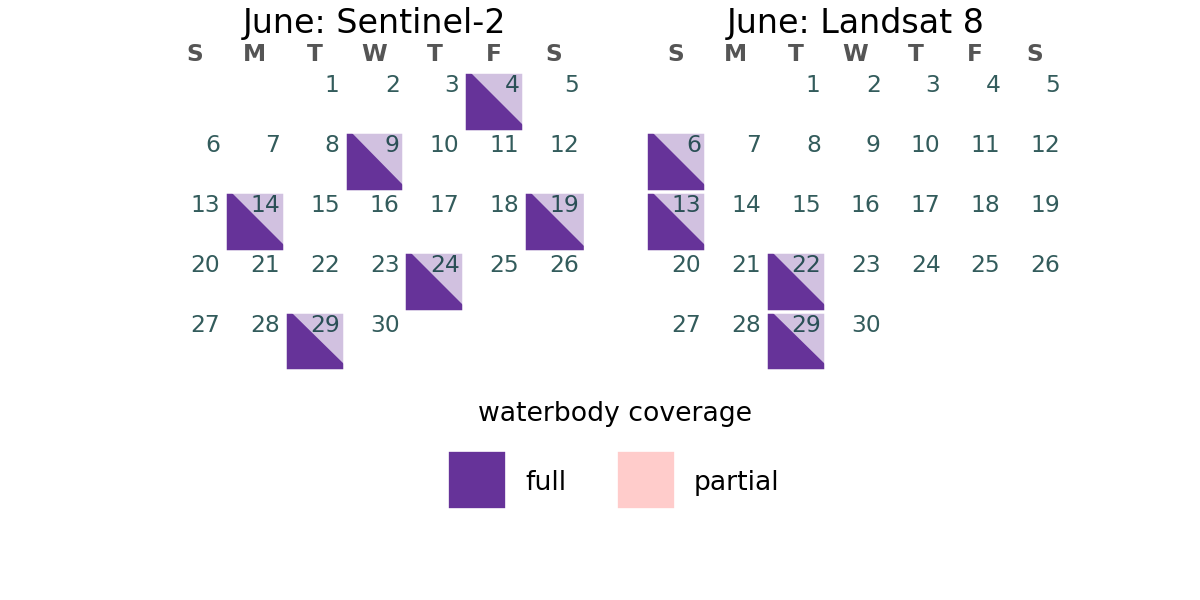 June: Sentinel-2
S M T W T F S
1 2 3 4 5
6 7 8 9 10 11 12
13 14 15 16 17 18 19
20 21 22 23 24 25 26
27 28 29 30
June: Landsat 8
S M T W T F S
1 2 3 4 5
6 7 8 9 10 11 12
13 14 15 16 17 18 19
20 21 22 23 24 25 26
27 28 29 30
waterbody coverage
full partial